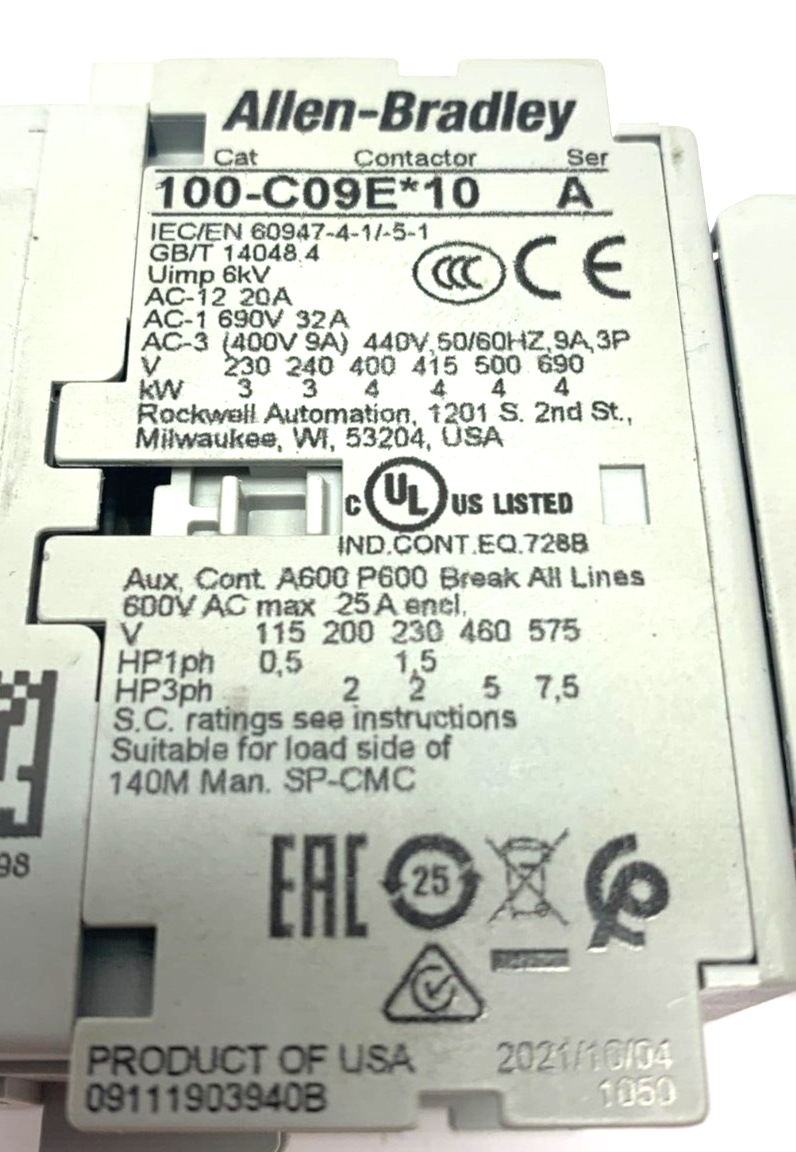 Allen-Bradley
Cat Contactor Ser
100-C09E*10 A
IEC/EN 60947-4-1/-5-1
GB/T 14048.4
Uimp 6kV
AC-12 20A
AC-1 690V 32A
AC-3 (400V 9A) 440V,50/60HZ,9A,3P
CCC CE
V 230 240 400 415 500 690
kW 3 3 4 4 4 4
Rockwell Automation, 1201 S. 2nd St.,
Milwaukee, WI, 53204, USA
C UL US LISTED
IND.CONT.EQ.728B
Aux. Cont. A600 P600 Break All Lines
600V AC max 25A encl.
V 115 200 230 460 575
HP1ph 0,5 1,5
HP3ph 2 2 5 7,5
S.C. ratings see instructions
Suitable for load side of
140M Man. SP-CMC
98
EAC 25
PRODUCT OF USA 2021/10/04
09111903940B 1050